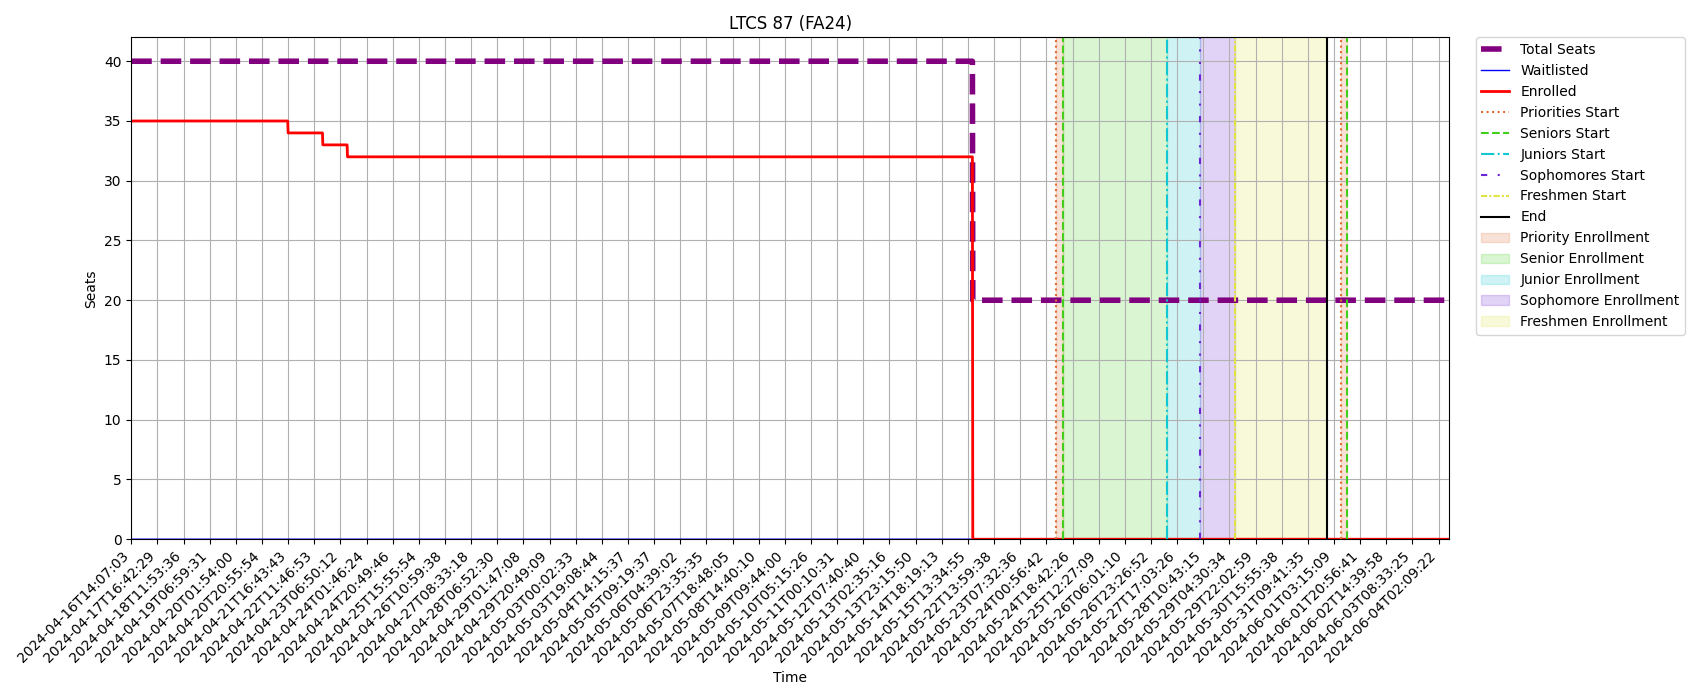 LTCS 87 (FA24)
Seats
40
35
30
25
20
15
10
5
0
2024-04-16T14:07:03
2024-04-17T16:42:29
2024-04-18T11:53:36
2024-04-19T06:59:31
2024-04-20T01:54:00
2024-04-20T20:55:54
2024-04-21T16:43:43
2024-04-22T11:46:53
2024-04-23T06:50:12
2024-04-24T01:46:24
2024-04-24T20:49:46
2024-04-25T15:55:54
2024-04-26T10:59:38
2024-04-27T08:33:18
2024-04-28T06:52:30
2024-04-29T01:47:08
2024-04-29T20:49:09
2024-05-03T00:02:33
2024-05-03T19:08:44
2024-05-04T14:15:37
2024-05-05T09:19:37
2024-05-06T04:39:02
2024-05-06T23:35:35
2024-05-07T18:48:05
2024-05-08T14:40:10
2024-05-09T09:44:00
2024-05-10T05:15:26
2024-05-11T00:10:31
2024-05-12T07:40:40
2024-05-13T02:35:16
2024-05-13T23:15:50
2024-05-14T18:19:13
2024-05-15T13:34:55
2024-05-22T13:59:38
2024-05-23T07:32:36
2024-05-24T00:56:42
2024-05-24T18:42:26
2024-05-25T12:27:09
2024-05-26T06:01:10
2024-05-26T23:26:52
2024-05-27T17:03:26
2024-05-28T10:43:15
2024-05-29T04:30:34
2024-05-29T22:02:59
2024-05-30T15:55:38
2024-05-31T09:41:35
2024-06-01T03:15:09
2024-06-01T20:56:41
2024-06-02T14:39:58
2024-06-03T08:33:25
2024-06-04T02:09:22
Time
Total Seats
Waitlisted
Enrolled
Priorities Start
Seniors Start
Juniors Start
Sophomores Start
Freshmen Start
End
Priority Enrollment
Senior Enrollment
Junior Enrollment
Sophomore Enrollment
Freshmen Enrollment